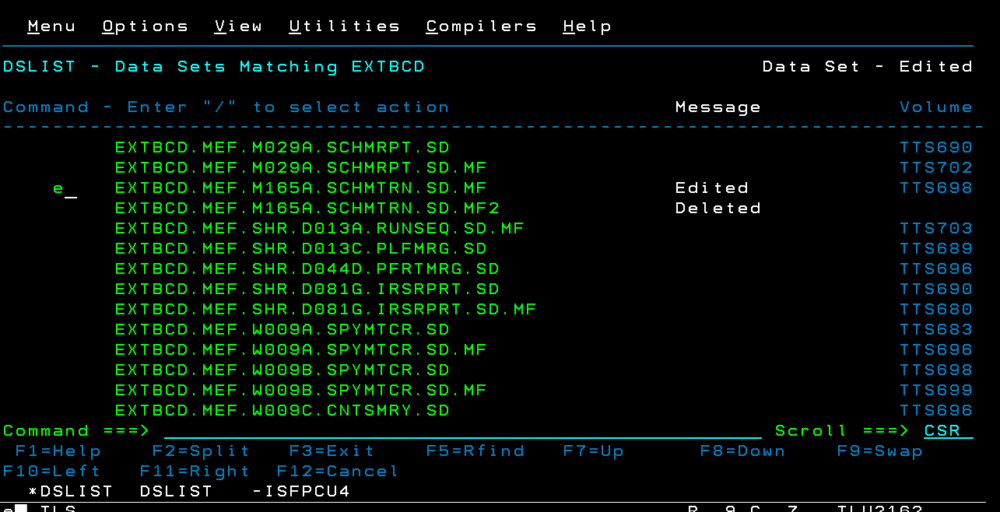 Menu  Options  View  Utilities  Compilers  Help
DSLIST - Data Sets Matching EXTBCD                           Data Set - Edited
Command - Enter "/" to select action                  Message           Volume
-------------------------------------------------------------------------------
EXTBCD.MEF.M029A.SCHMRPT.SD                                    TTS690
EXTBCD.MEF.M029A.SCHMRPT.SD.MF                                 TTS702
e_ EXTBCD.MEF.M165A.SCHMTRN.SD.MF               Edited            TTS698
EXTBCD.MEF.M165A.SCHMTRN.SD.MF2              Deleted
EXTBCD.MEF.SHR.D013A.RUNSEQ.SD.MF                              TTS703
EXTBCD.MEF.SHR.D013C.PLFMRG.SD                                 TTS689
EXTBCD.MEF.SHR.D044D.PFRTMRG.SD                                TTS696
EXTBCD.MEF.SHR.D081G.IRSRPRT.SD                                TTS690
EXTBCD.MEF.SHR.D081G.IRSRPRT.SD.MF                             TTS680
EXTBCD.MEF.W009A.SPYMTCR.SD                                    TTS683
EXTBCD.MEF.W009A.SPYMTCR.SD.MF                                 TTS696
EXTBCD.MEF.W009B.SPYMTCR.SD                                    TTS698
EXTBCD.MEF.W009B.SPYMTCR.SD.MF                                 TTS699
EXTBCD.MEF.W009C.CNTSMRY.SD                                    TTS696
Command ===>                                                  Scroll ===> CSR
F1=Help    F2=Split   F3=Exit    F5=Rfind   F7=Up      F8=Down    F9=Swap
F10=Left   F11=Right  F12=Cancel
*DSLIST  DSLIST   -ISFPCU4